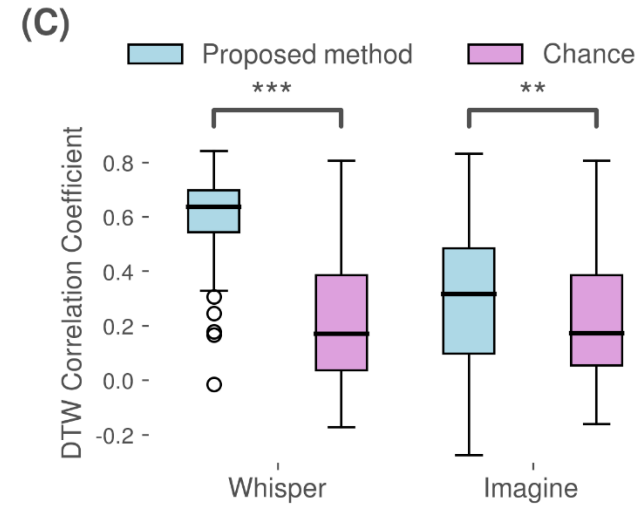 (C)
Proposed method
Chance
***
**
DTW Correlation Coefficient
0.8
0.6
0.4
0.2
0.0
-0.2
Whisper
Imagine